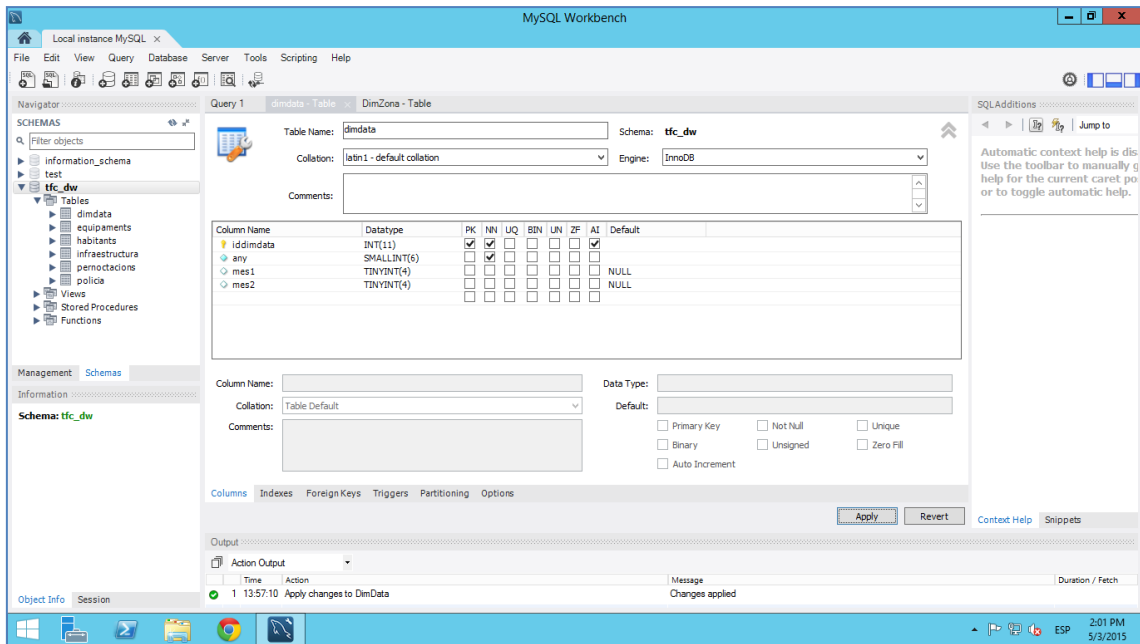 MySQL Workbench
Local instance MySQL ×
File Edit View Query Database Server Tools Scripting Help
Navigator
SCHEMAS
Filter objects
information_schema
test
tfc_dw
Tables
dimdata
equipaments
habitants
infraestructura
pernoctacions
policia
Views
Stored Procedures
Functions
Management Schemas
Information
Schema: tfc_dw
Object Info Session
Query 1 dimdata - Table × DimZona - Table
Table Name: dimdata Schema: tfc_dw
Collation: latin1 - default collation Engine: InnoDB
Comments:
Column Name Datatype PK NN UQ BIN UN ZF AI Default
iddimdata INT(11)
any SMALLINT(6)
mes1 TINYINT(4) NULL
mes2 TINYINT(4) NULL
Column Name: Data Type:
Collation: Table Default Default:
Comments: Primary Key Not Null Unique
Binary Unsigned Zero Fill
Auto Increment
Columns Indexes Foreign Keys Triggers Partitioning Options
Apply Revert
Output
Action Output
Time Action Message Duration / Fetch
1 13:57:10 Apply changes to DimData Changes applied
SQLAdditions
Jump to
Automatic context help is dis
Use the toolbar to manually g
help for the current caret po
or to toggle automatic help.
Context Help Snippets
ESP 2:01 PM
5/3/2015